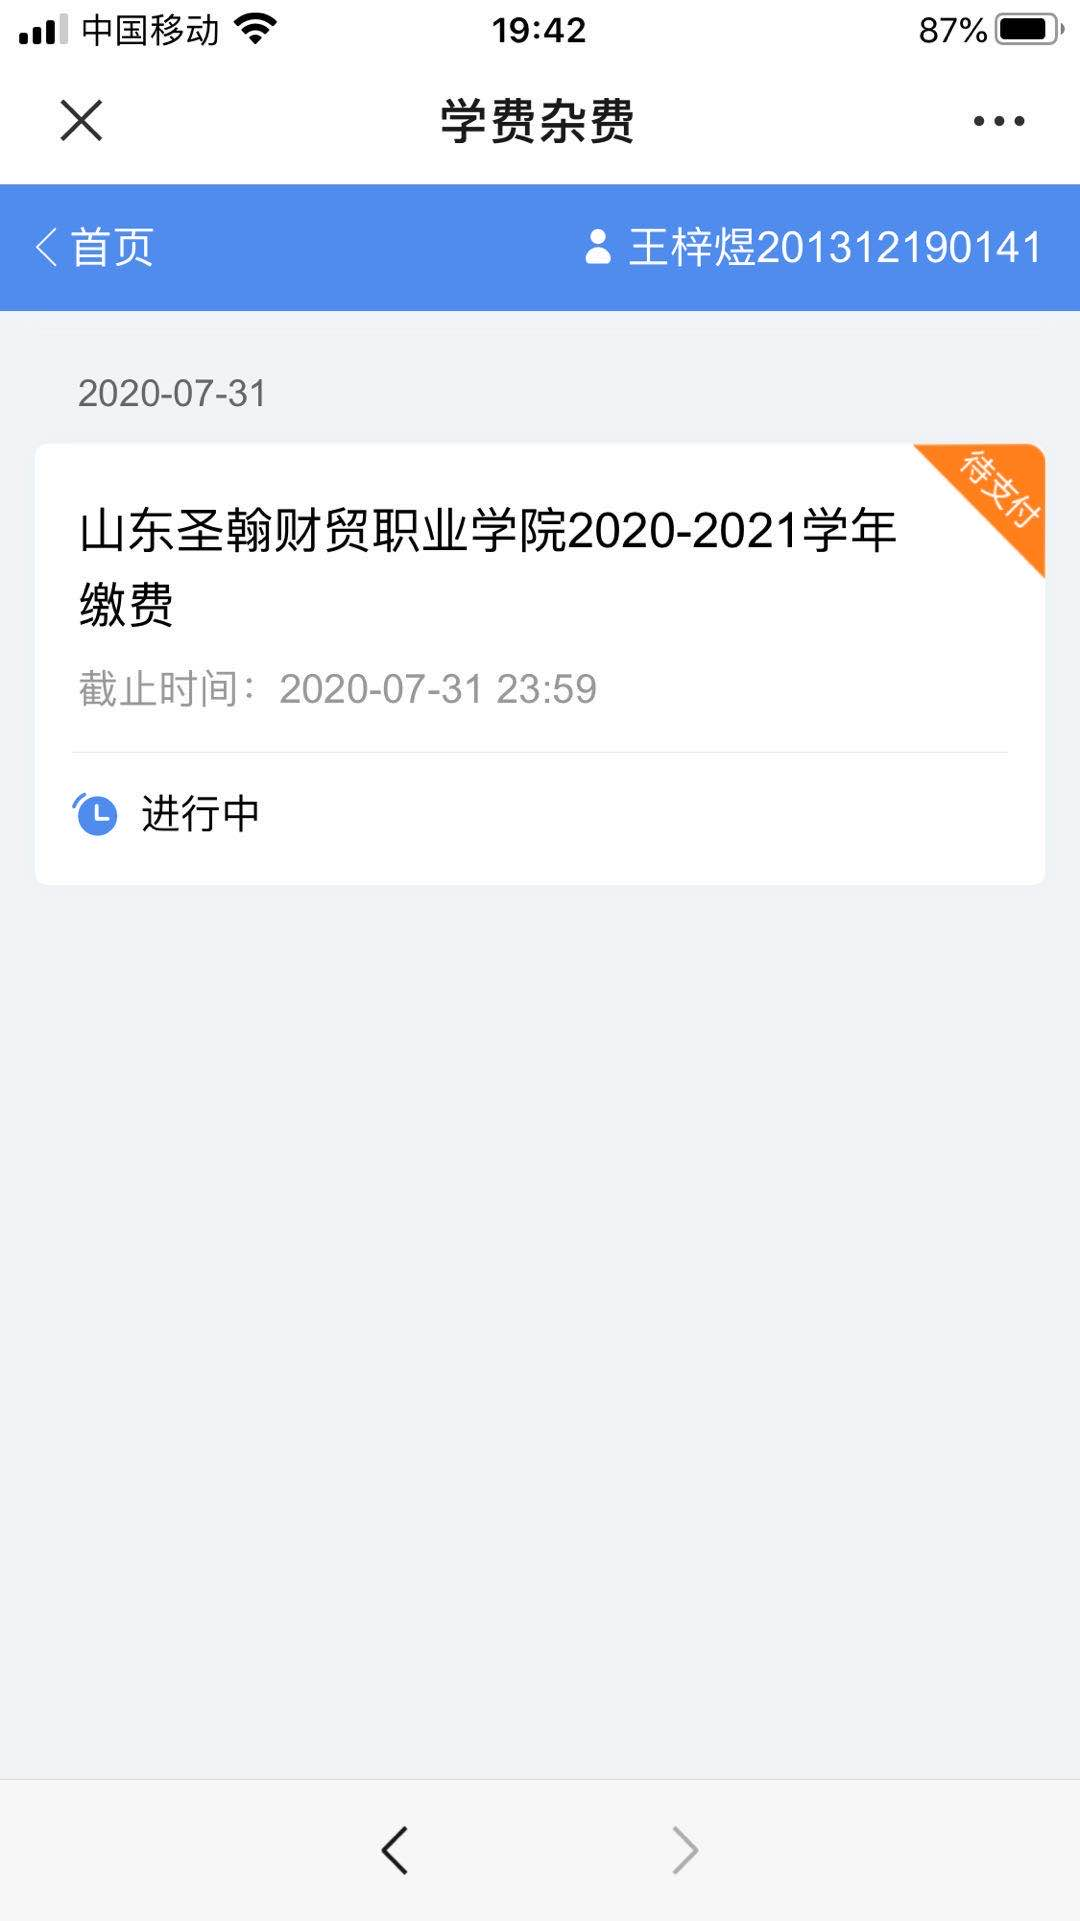 中国移动 19:42 87%
学费杂费
首页 王梓煜201312190141
2020-07-31
待支付
山东圣翰财贸职业学院2020-2021学年
缴费
截止时间：2020-07-31 23:59
进行中